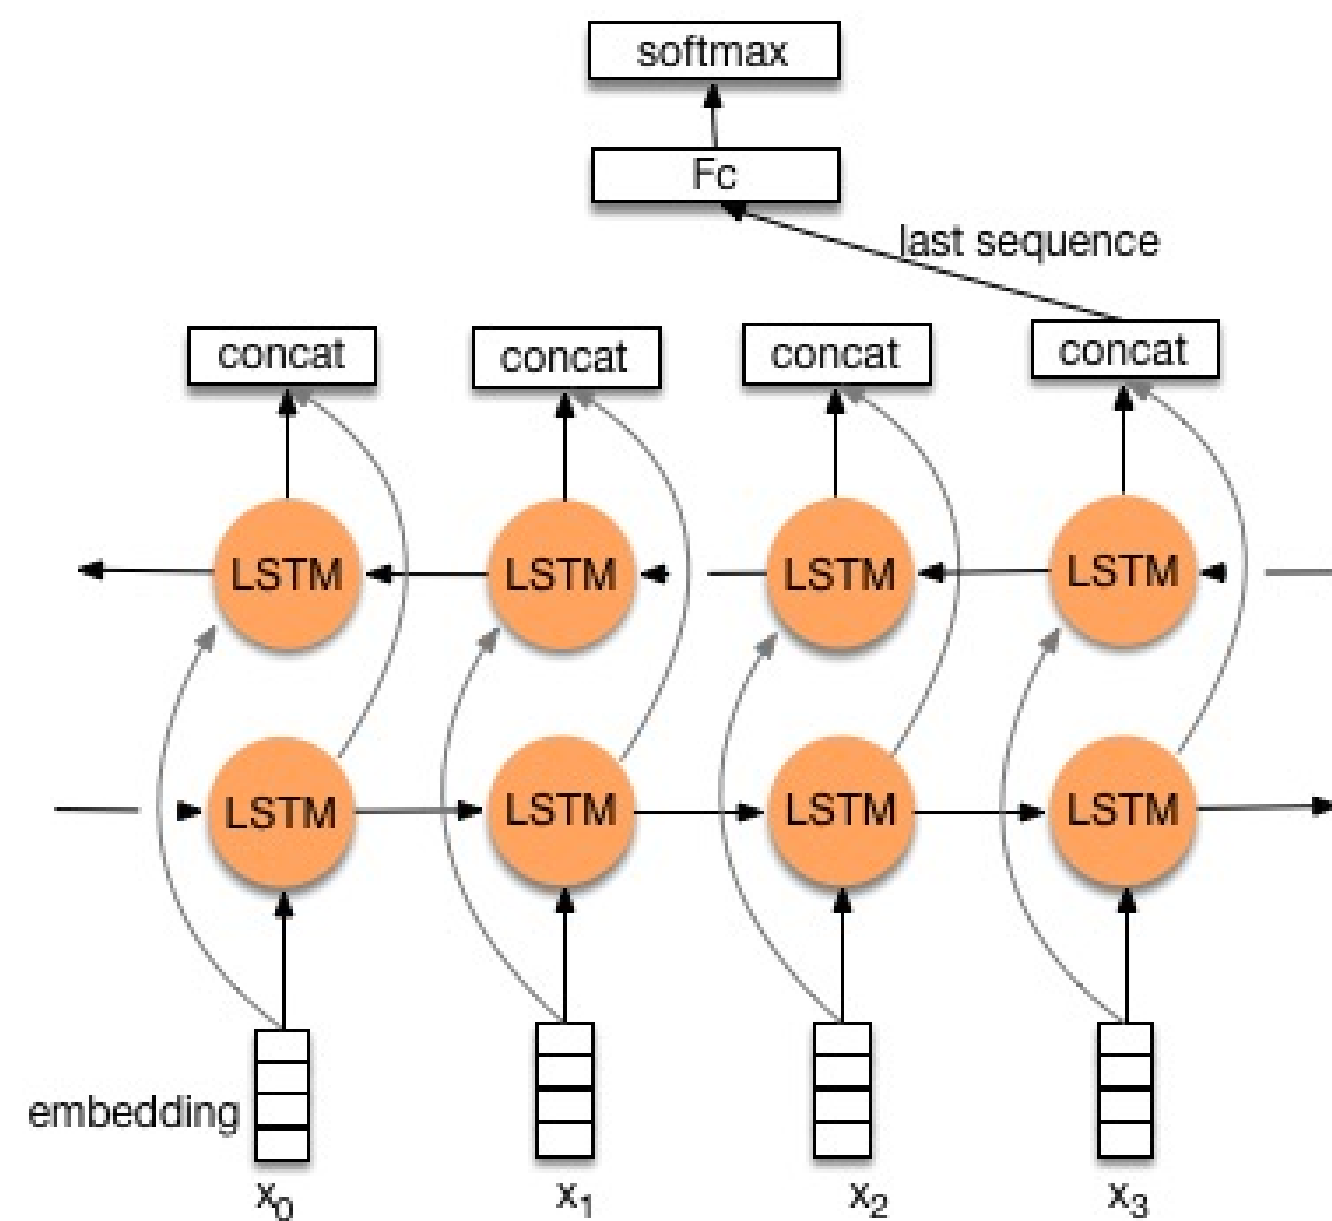 softmax
Fc
last sequence
concat concat concat concat
LSTM LSTM LSTM LSTM
LSTM LSTM LSTM LSTM
embedding
x0 x1 x2 x3